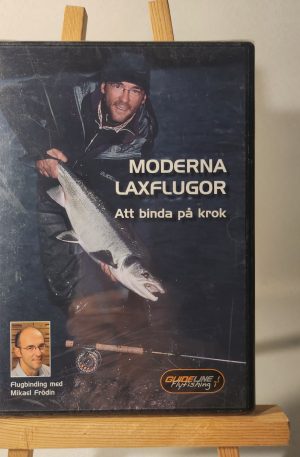 MODERNA
LAXFLUGOR
Att binda på krok
Flugbinding med
Mikael Frödin
GUIDELINE
Flyfishing!